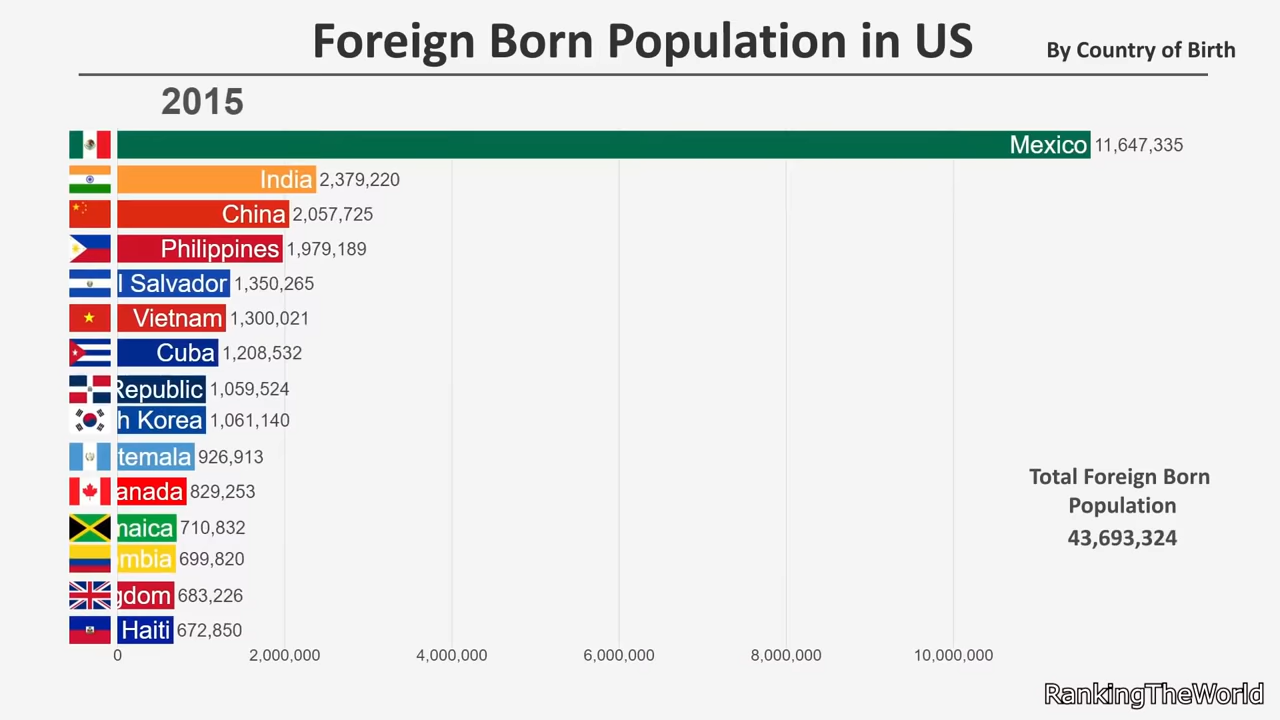 Foreign Born Population in US
By Country of Birth
2015
Mexico 11,647,335
India 2,379,220
China 2,057,725
Philippines 1,979,189
l Salvador 1,350,265
Vietnam 1,300,021
Cuba 1,208,532
Republic 1,059,524
h Korea 1,061,140
temala 926,913
anada 829,253
maica 710,832
mbia 699,820
gdom 683,226
Haiti 672,850
Total Foreign Born
Population
43,693,324
0 2,000,000 4,000,000 6,000,000 8,000,000 10,000,000
RankingTheWorld